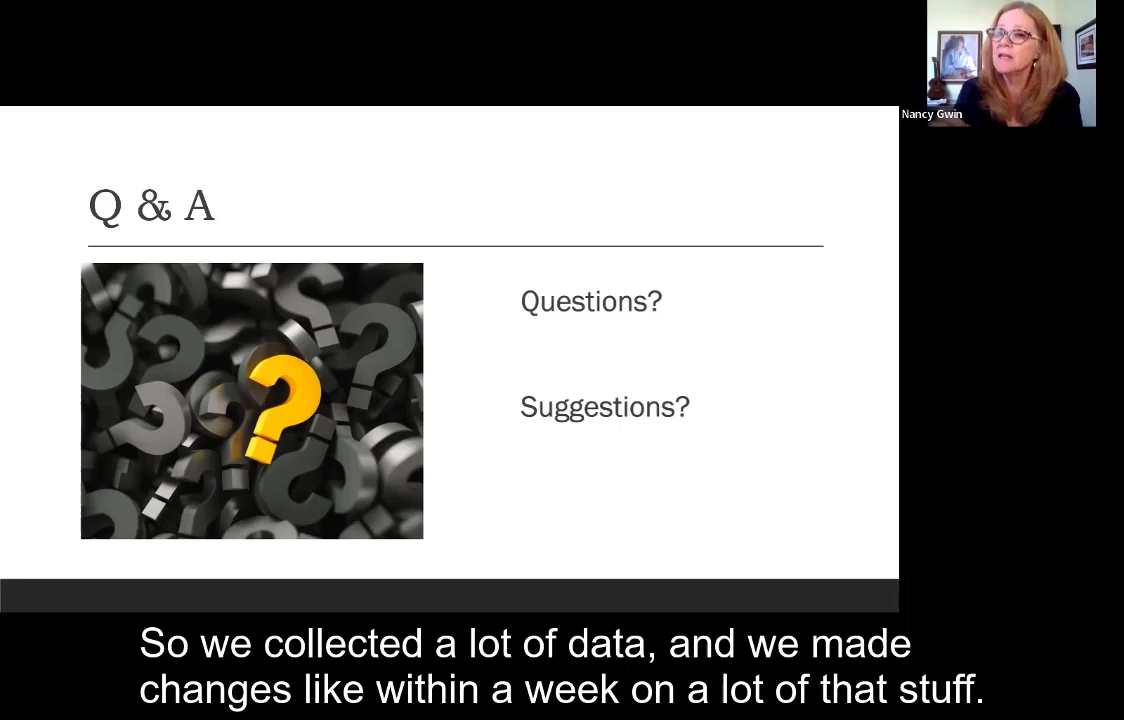 Nancy Gwin
Q & A
Questions?
Suggestions?
So we collected a lot of data, and we made
changes like within a week on a lot of that stuff.